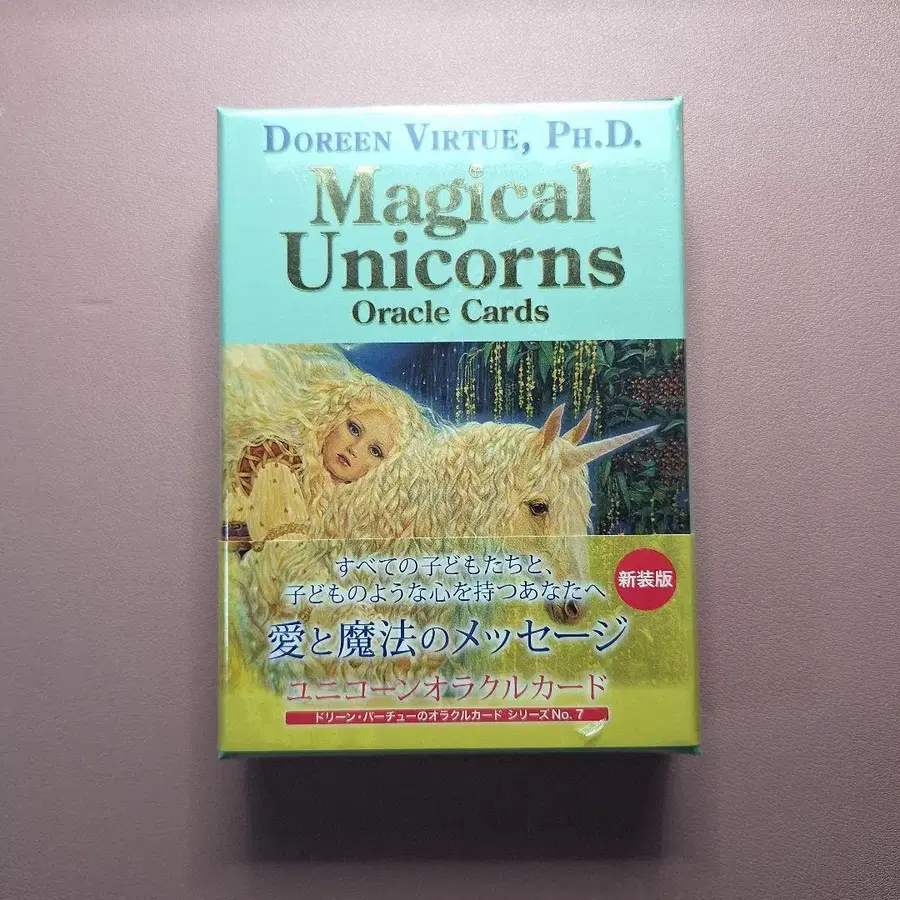 DOREEN VIRTUE, PH.D.
Magical
Unicorns
Oracle Cards
すべての子どもたちと、
子どものような心を持つあなたへ
新装版
愛と魔法のメッセージ
ユニコーンオラクルカード
ドリーン・バーチューのオラクルカード シリーズ No. 7